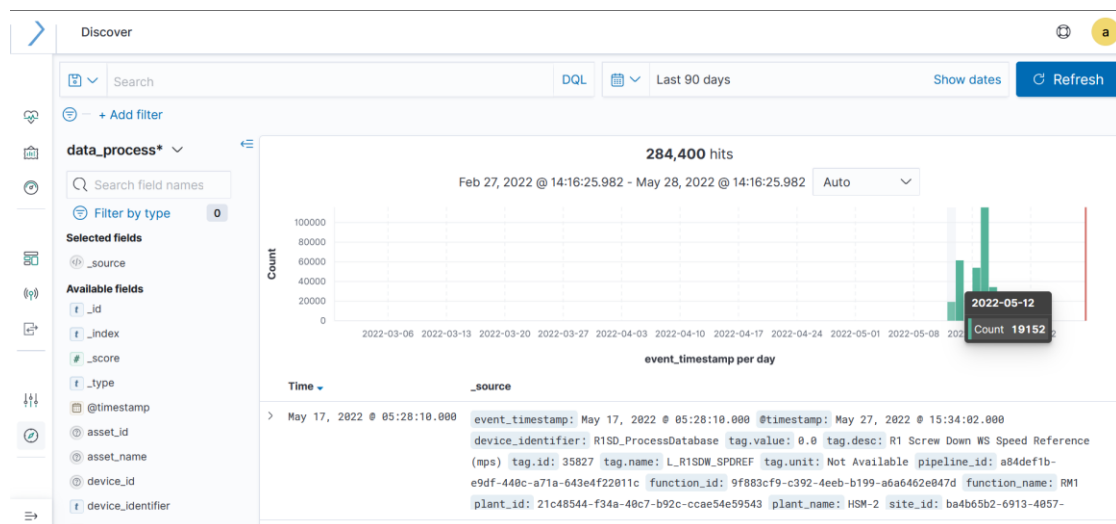 Discover
a
Search
DQL
Last 90 days
Show dates
Refresh
+ Add filter
data_process*
Search field names
Filter by type 0
Selected fields
_source
Available fields
t _id
t _index
# _score
t _type
@timestamp
asset_id
asset_name
device_id
t device_identifier
284,400 hits
Feb 27, 2022 @ 14:16:25.982 - May 28, 2022 @ 14:16:25.982 Auto
Count
100000
80000
60000
40000
20000
0
2022-03-06 2022-03-13 2022-03-20 2022-03-27 2022-04-03 2022-04-10 2022-04-17 2022-04-24 2022-05-01 2022-05-08
2022-05-12
Count 19152
event_timestamp per day
Time _source
May 17, 2022 @ 05:28:10.000 event_timestamp: May 17, 2022 @ 05:28:10.000 @timestamp: May 27, 2022 @ 15:34:02.000
device_identifier: R1SD_ProcessDatabase tag.value: 0.0 tag.desc: R1 Screw Down WS Speed Reference
(mps) tag.id: 35827 tag.name: L_R1SDW_SPDREF tag.unit: Not Available pipeline_id: a84def1b-
e9df-440c-a71a-643e4f22011c function_id: 9f883cf9-c392-4eeb-b199-a6a6462e047d function_name: RM1
plant_id: 21c48544-f34a-40c7-b92c-ccae54e59543 plant_name: HSM-2 site_id: ba4b65b2-6913-4057-